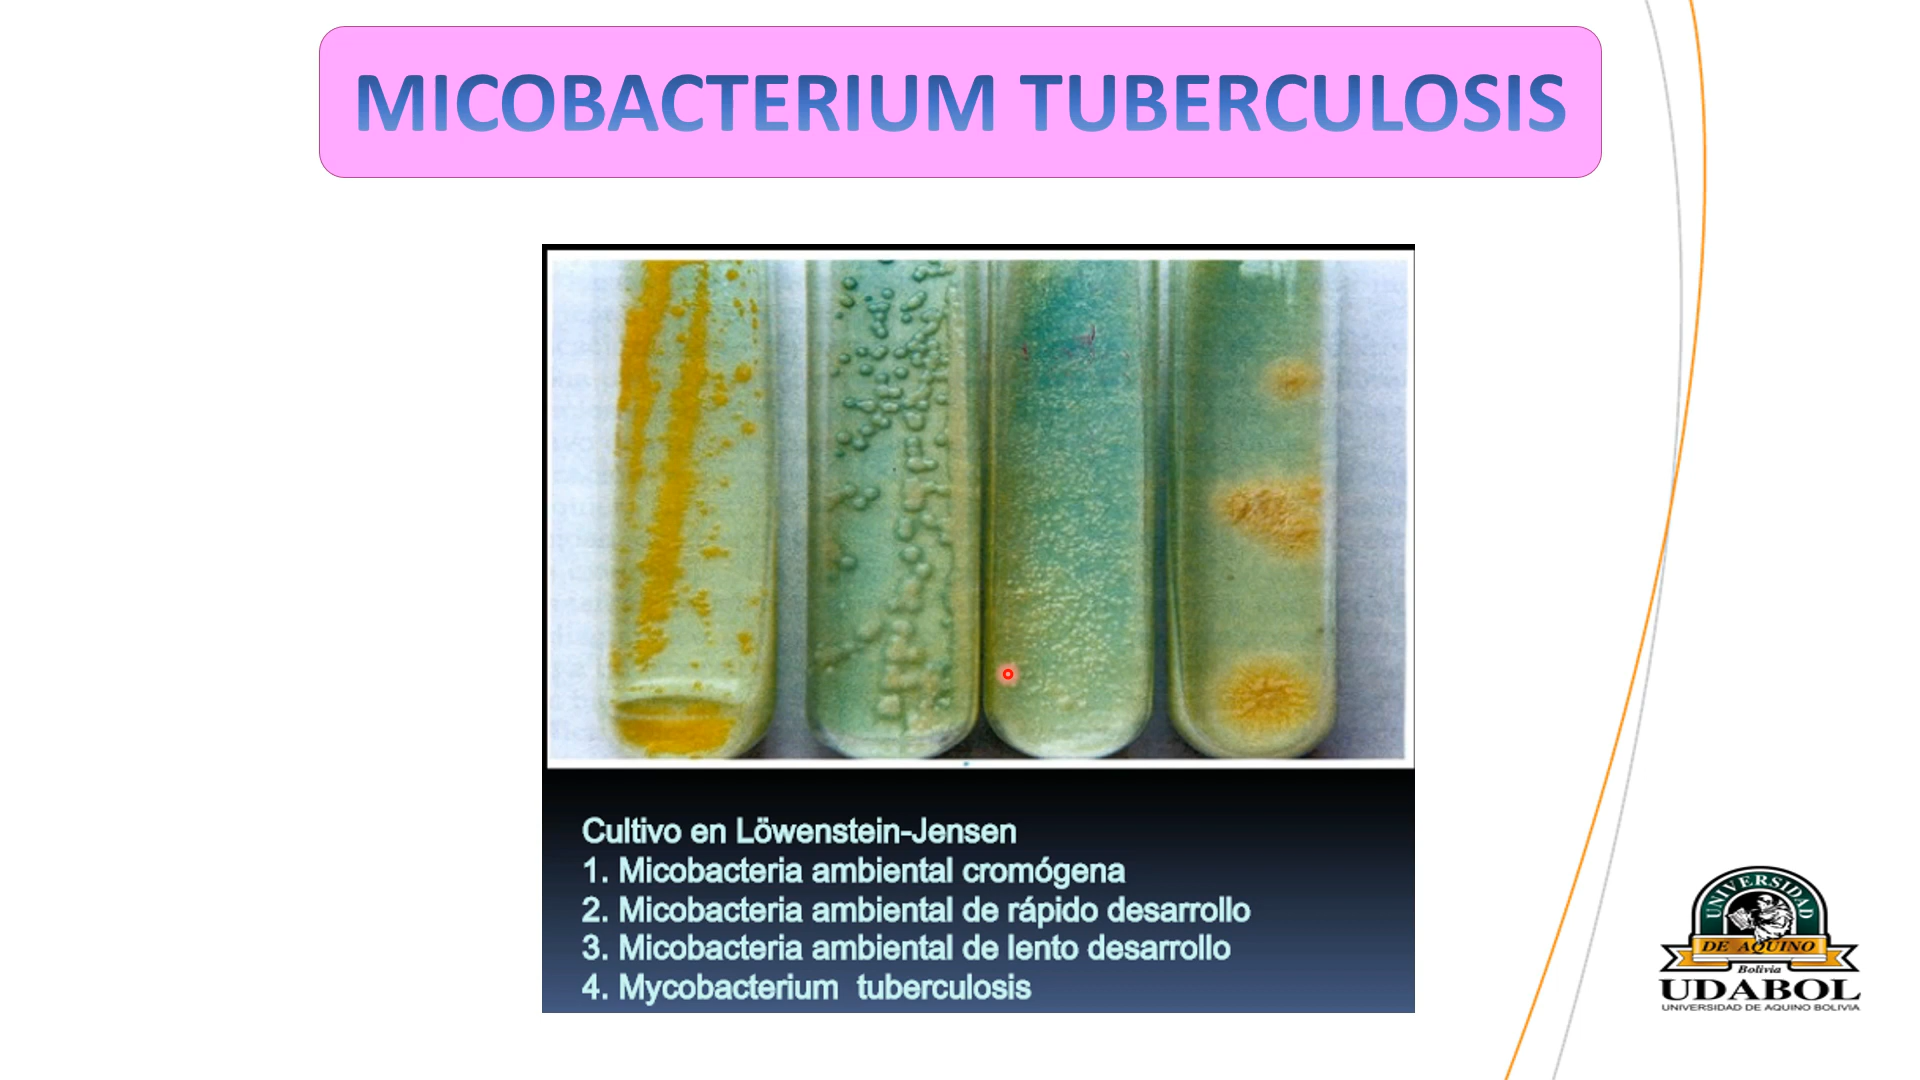 MICOBACTERIUM TUBERCULOSIS
Cultivo en Löwenstein-Jensen
1. Micobacteria ambiental cromógena
2. Micobacteria ambiental de rápido desarrollo
3. Micobacteria ambiental de lento desarrollo
4. Mycobacterium tuberculosis
UNIVERSIDAD
DE AQUINO
Bolivia
UDABOL
UNIVERSIDAD DE AQUINO BOLIVIA